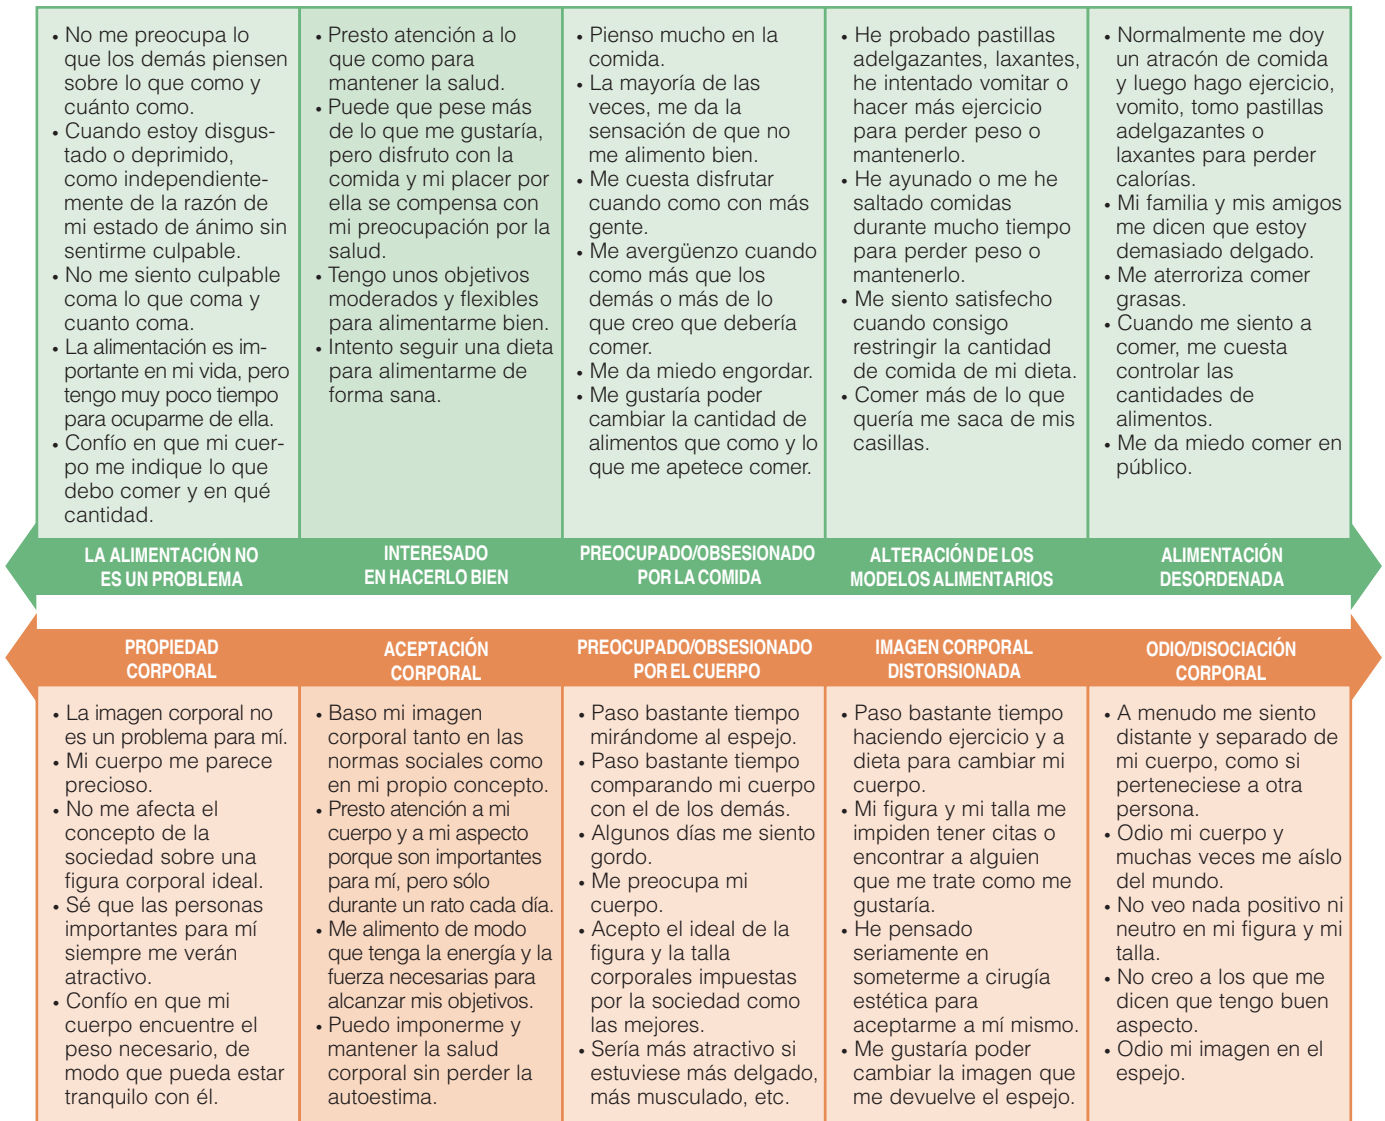 • No me preocupa lo
que los demás piensen
sobre lo que como y
cuánto como.
• Cuando estoy disgus-
tado o deprimido,
como independiente-
mente de la razón de
mi estado de ánimo sin
sentirme culpable.
• No me siento culpable
coma lo que coma y
cuanto coma.
• La alimentación es im-
portante en mi vida, pero
tengo muy poco tiempo
para ocuparme de ella.
• Confío en que mi cuer-
po me indique lo que
debo comer y en qué
cantidad.
• Presto atención a lo
que como para
mantener la salud.
• Puede que pese más
de lo que me gustaría,
pero disfruto con la
comida y mi placer por
ella se compensa con
mi preocupación por la
salud.
• Tengo unos objetivos
moderados y flexibles
para alimentarme bien.
• Intento seguir una dieta
para alimentarme de
forma sana.
• Pienso mucho en la
comida.
• La mayoría de las
veces, me da la
sensación de que no
me alimento bien.
• Me cuesta disfrutar
cuando como con más
gente.
• Me avergüenzo cuando
como más que los
demás o más de lo
que creo que debería
comer.
• Me da miedo engordar.
• Me gustaría poder
cambiar la cantidad de
alimentos que como y lo
que me apetece comer.
• He probado pastillas
adelgazantes, laxantes,
he intentado vomitar o
hacer más ejercicio
para perder peso o
mantenerlo.
• He ayunado o me he
saltado comidas
durante mucho tiempo
para perder peso o
mantenerlo.
• Me siento satisfecho
cuando consigo
restringir la cantidad
de comida de mi dieta.
• Comer más de lo que
quería me saca de mis
casillas.
• Normalmente me doy
un atracón de comida
y luego hago ejercicio,
vomito, tomo pastillas
adelgazantes o
laxantes para perder
calorías.
• Mi familia y mis amigos
me dicen que estoy
demasiado delgado.
• Me aterroriza comer
grasas.
• Cuando me siento a
comer, me cuesta
controlar las
cantidades de
alimentos.
• Me da miedo comer en
público.
LA ALIMENTACIÓN NO
ES UN PROBLEMA
INTERESADO
EN HACERLO BIEN
PREOCUPADO/OBSESIONADO
POR LA COMIDA
ALTERACIÓN DE LOS
MODELOS ALIMENTARIOS
ALIMENTACIÓN
DESORDENADA
PROPIEDAD
CORPORAL
ACEPTACIÓN
CORPORAL
PREOCUPADO/OBSESIONADO
POR EL CUERPO
IMAGEN CORPORAL
DISTORSIONADA
ODIO/DISOCIACIÓN
CORPORAL
• La imagen corporal no
es un problema para mí.
• Mi cuerpo me parece
precioso.
• No me afecta el
concepto de la
sociedad sobre una
figura corporal ideal.
• Sé que las personas
importantes para mí
siempre me verán
atractivo.
• Confío en que mi
cuerpo encuentre el
peso necesario, de
modo que pueda estar
tranquilo con él.
• Baso mi imagen
corporal tanto en las
normas sociales como
en mi propio concepto.
• Presto atención a mi
cuerpo y a mi aspecto
porque son importantes
para mí, pero sólo
durante un rato cada día.
• Me alimento de modo
que tenga la energía y la
fuerza necesarias para
alcanzar mis objetivos.
• Puedo imponerme y
mantener la salud
corporal sin perder la
autoestima.
• Paso bastante tiempo
mirándome al espejo.
• Paso bastante tiempo
comparando mi cuerpo
con el de los demás.
• Algunos días me siento
gordo.
• Me preocupa mi
cuerpo.
• Acepto el ideal de la
figura y la talla
corporales impuestas
por la sociedad como
las mejores.
• Sería más atractivo si
estuviese más delgado,
más musculado, etc.
• Paso bastante tiempo
haciendo ejercicio y a
dieta para cambiar mi
cuerpo.
• Mi figura y mi talla me
impiden tener citas o
encontrar a alguien
que me trate como me
gustaría.
• He pensado
seriamente en
someterme a cirugía
estética para
aceptarme a mí mismo.
• Me gustaría poder
cambiar la imagen que
me devuelve el espejo.
• A menudo me siento
distante y separado de
mi cuerpo, como si
perteneciese a otra
persona.
• Odio mi cuerpo y
muchas veces me aíslo
del mundo.
• No veo nada positivo ni
neutro en mi figura y mi
talla.
• No creo a los que me
dicen que tengo buen
aspecto.
• Odio mi imagen en el
espejo.